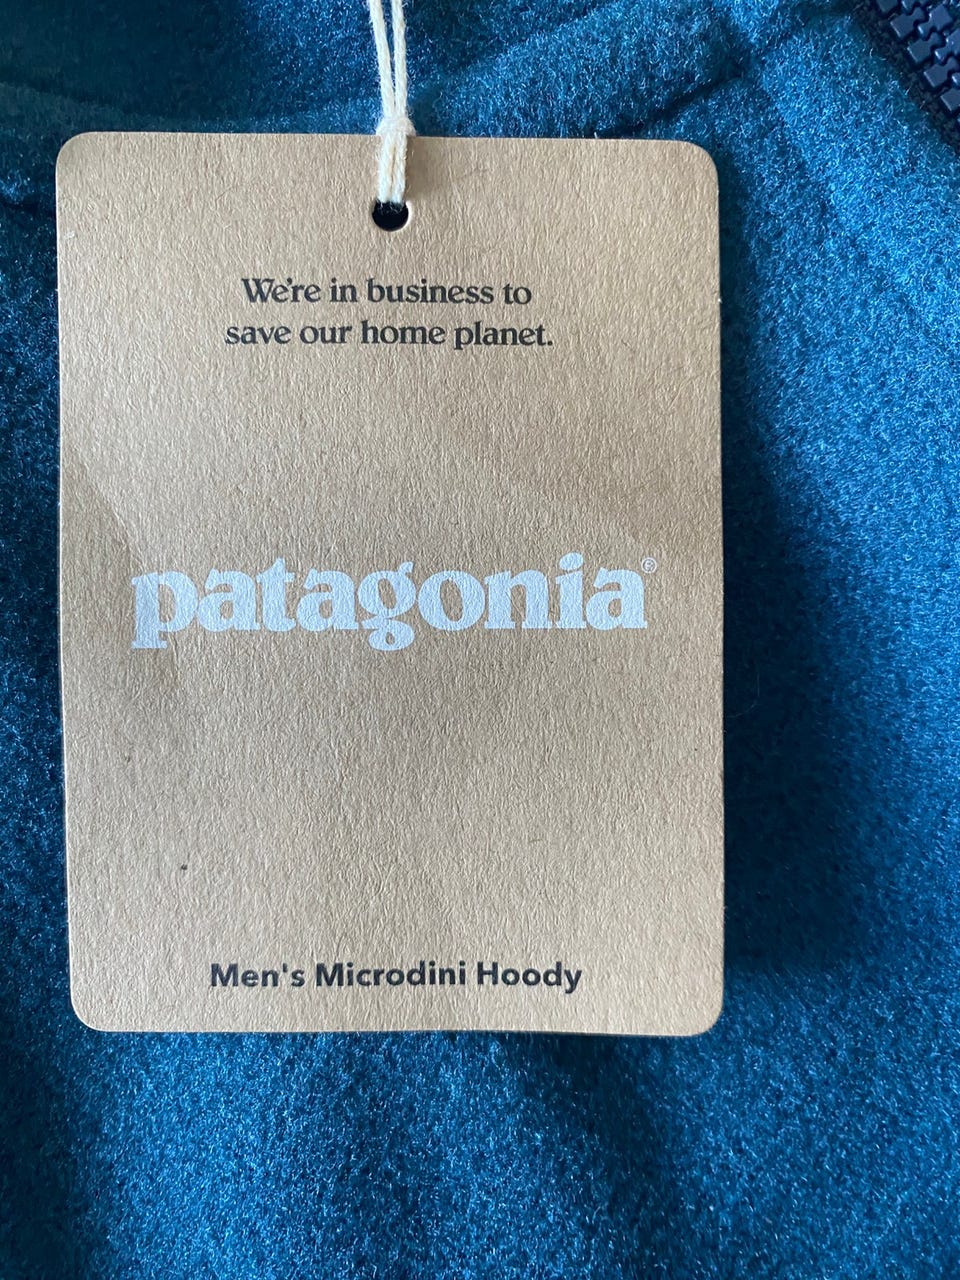 We're in business to
save our home planet.
patagonia®
Men's Microdini Hoody